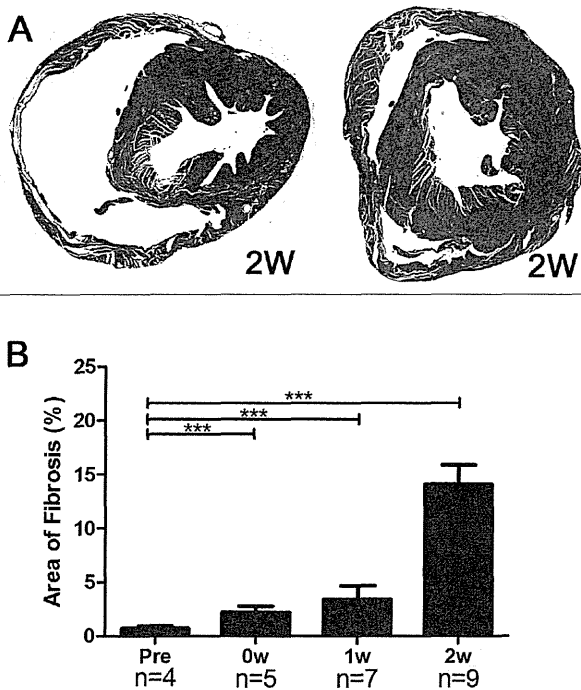 A
2W
2W
B
Area of Fibrosis (%)
25
20
15
10
5
0
***
***
***
Pre
0w
1w
2w
n=4
n=5
n=7
n=9